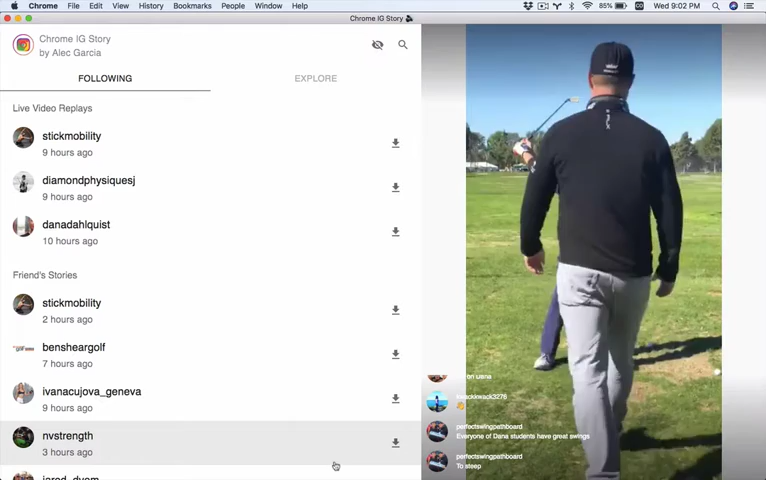 Chrome File Edit View History Bookmarks People Window Help
85% Wed 9:02 PM
Chrome IG Story
Chrome IG Story
by Alec Garcia
FOLLOWING EXPLORE
Live Video Replays
stickmobility
9 hours ago
diamondphysiquesj
9 hours ago
danadahlquist
10 hours ago
Friend's Stories
stickmobility
2 hours ago
bensheargolf
7 hours ago
ivanacujova_geneva
9 hours ago
nvstrength
3 hours ago
perfectswingpathboard
Everyone of Dana students have great swings
perfectswingpathboard
To steep